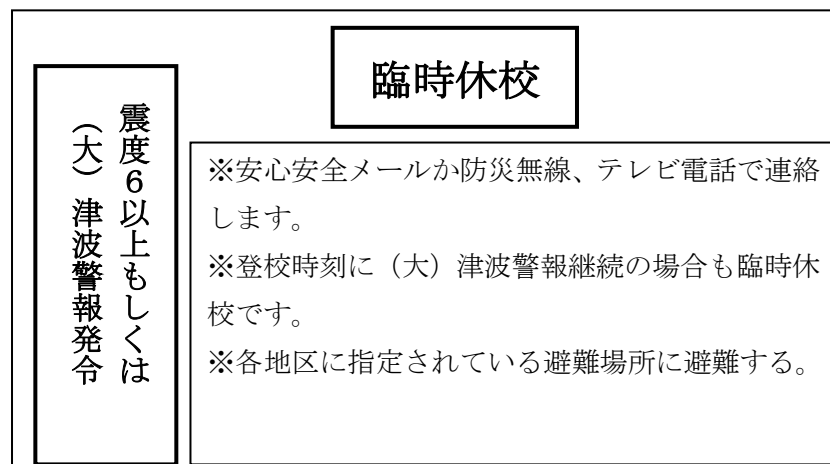 臨時休校
震度6以上もしくは
（大）津波警報発令
※安心安全メールか防災無線、テレビ電話で連絡
します。
※登校時刻に（大）津波警報継続の場合も臨時休
校です。
※各地区に指定されている避難場所に避難する。